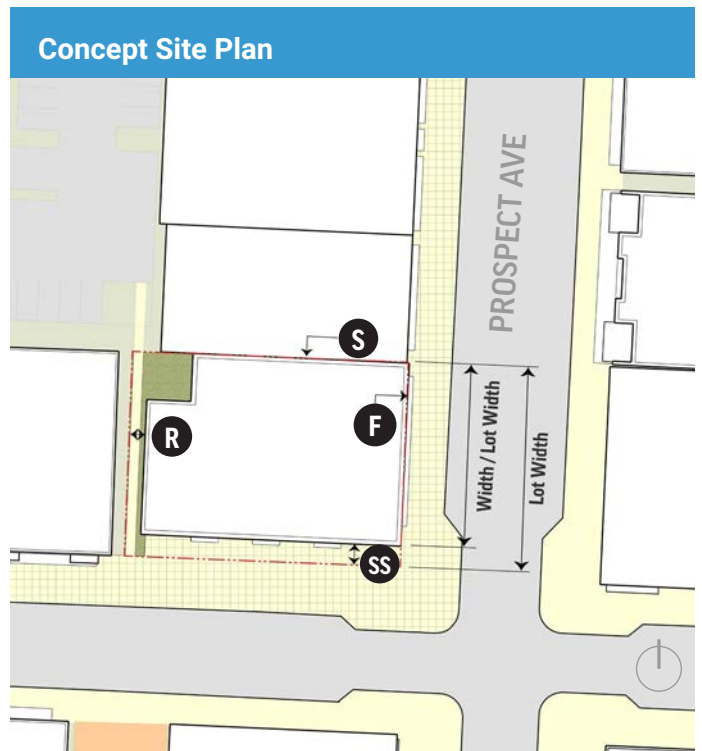 Concept Site Plan
PROSPECT AVE
S
F
R
SS
Width / Lot Width
Lot Width